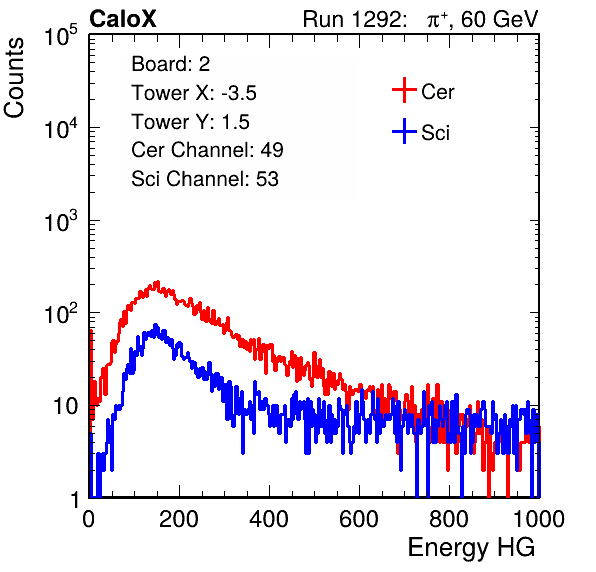 CaloX Run 1292: π⁺, 60 GeV
Counts
10⁵
10⁴
10³
10²
10
1
Board: 2
Tower X: -3.5
Tower Y: 1.5
Cer Channel: 49
Sci Channel: 53
Cer
Sci
0 200 400 600 800 1000
Energy HG